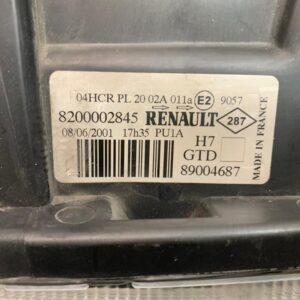 04HCR PL 20 02A 011a E2 9057
8200002845 RENAULT 287
08/06/2001 17h35 PU1A H7
GTD
89004687
MADE IN FRANCE